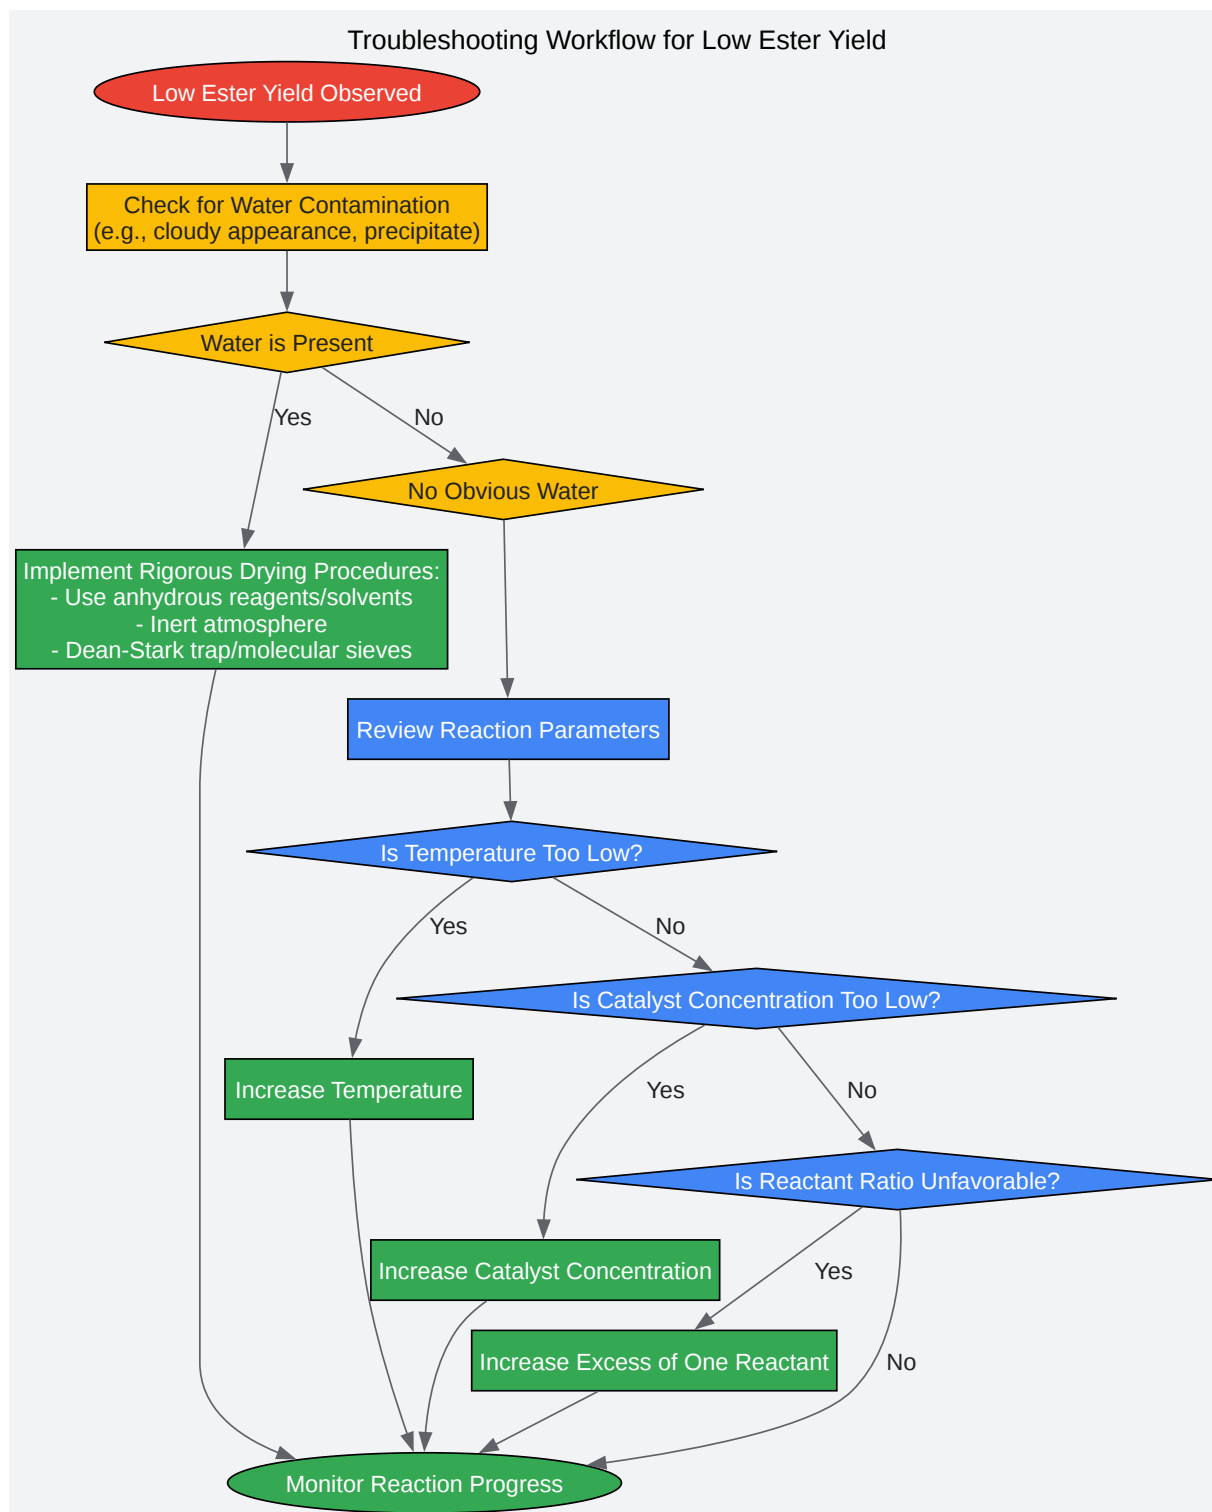 Troubleshooting Workflow for Low Ester Yield
Low Ester Yield Observed
Check for Water Contamination
(e.g., cloudy appearance, precipitate)
Water is Present
Yes
No
No Obvious Water
Implement Rigorous Drying Procedures:
- Use anhydrous reagents/solvents
- Inert atmosphere
- Dean-Stark trap/molecular sieves
Review Reaction Parameters
Is Temperature Too Low?
Yes
No
Is Catalyst Concentration Too Low?
Increase Temperature
Yes
No
Is Reactant Ratio Unfavorable?
Increase Catalyst Concentration
Yes
Increase Excess of One Reactant
No
Monitor Reaction Progress